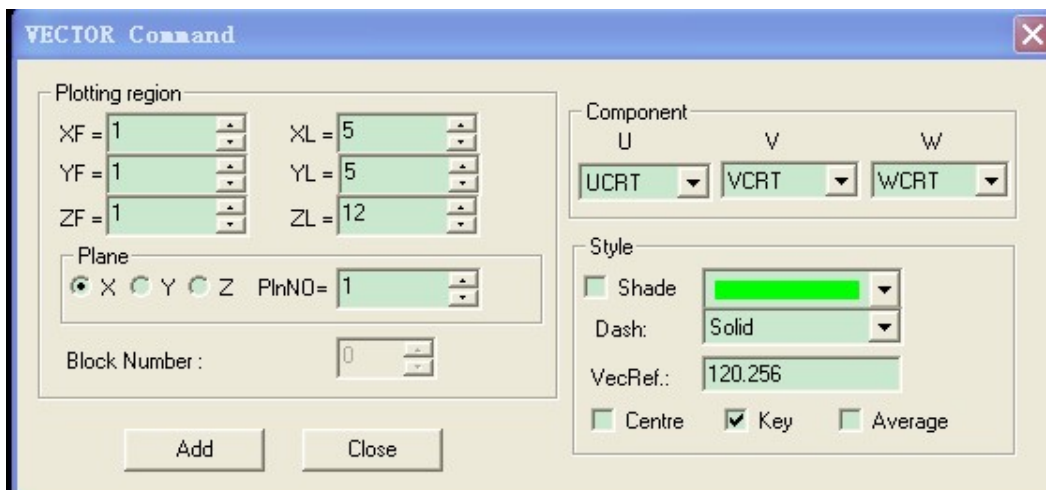 VECTOR Command
Plotting region
XF = 1 XL = 5
YF = 1 YL = 5
ZF = 1 ZL = 12
Plane
X Y Z PlnNO= 1
Block Number : 0
Add Close
Component
U V W
UCRT VCRT WCRT
Style
Shade
Dash: Solid
VecRef.: 120.256
Centre Key Average